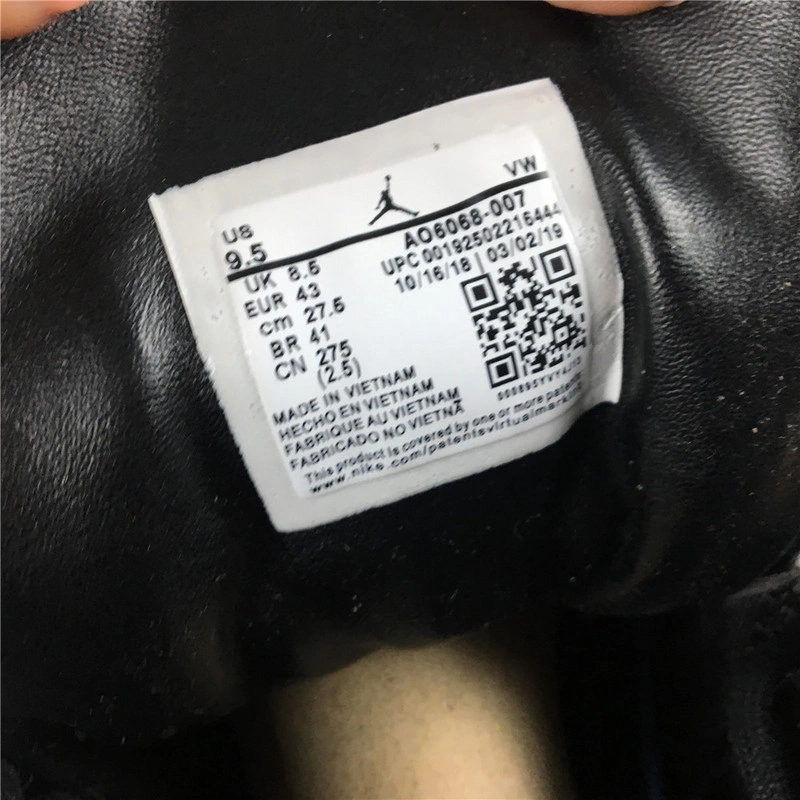 VW
US
9.5
UK 8.5
EUR 43
cm 27.5
BR 41
CN 275
(2.5)
AO6068-007
UPC 00192502216444
10/16/18 | 03/02/19
MADE IN VIETNAM
HECHO EN VIETNAM
FABRIQUE AU VIETNAM
FABRICADO NO VIETNÃ
This product is covered by one or more patents
www.nike.com/patentsvirtualmarking